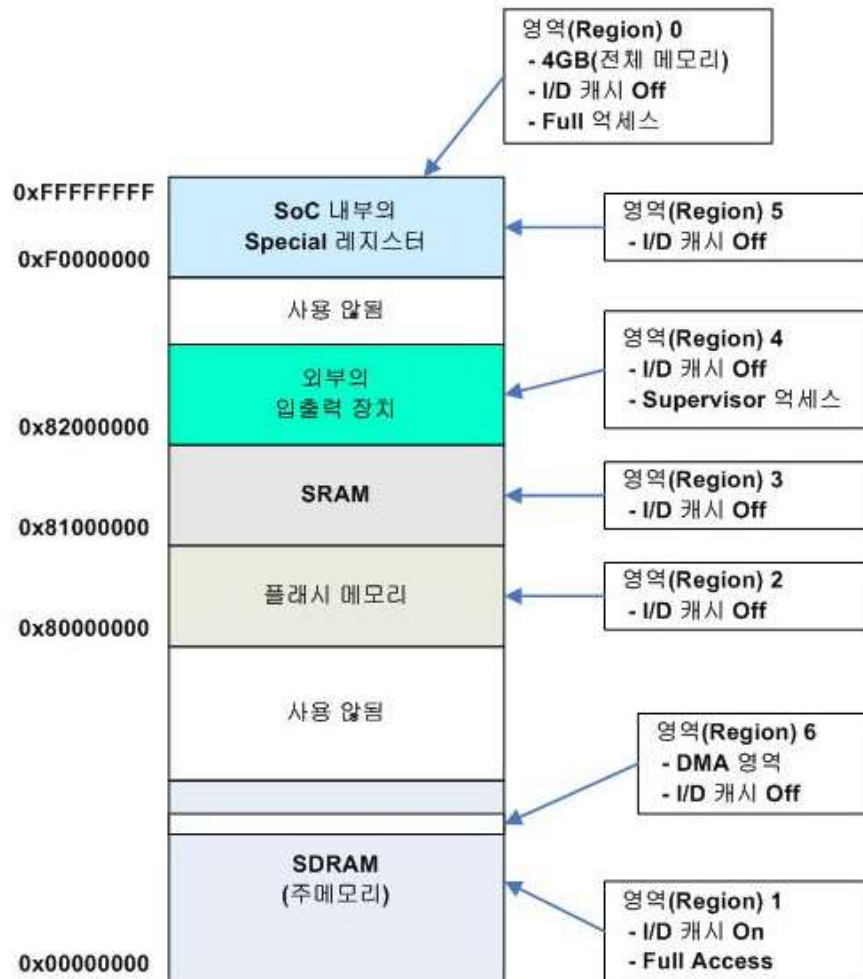 영역(Region) 0
- 4GB(전체 메모리)
- I/D 캐시 Off
- Full 억세스
0xFFFFFFFF
SoC 내부의
Special 레지스터
0xF0000000
영역(Region) 5
- I/D 캐시 Off
사용 않됨
영역(Region) 4
- I/D 캐시 Off
- Supervisor 억세스
외부의
입출력 장치
0x82000000
SRAM
영역(Region) 3
- I/D 캐시 Off
0x81000000
플래시 메모리
영역(Region) 2
- I/D 캐시 Off
0x80000000
사용 않됨
영역(Region) 6
- DMA 영역
- I/D 캐시 Off
SDRAM
(주메모리)
영역(Region) 1
- I/D 캐시 On
- Full Access
0x00000000